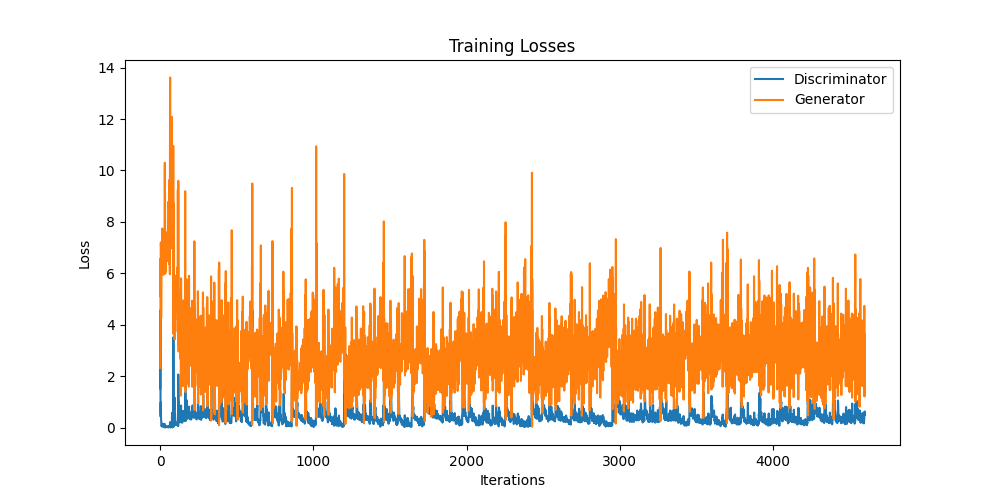 Training Losses
Discriminator
Generator
Loss
14
12
10
8
6
4
2
0
0 1000 2000 3000 4000
Iterations